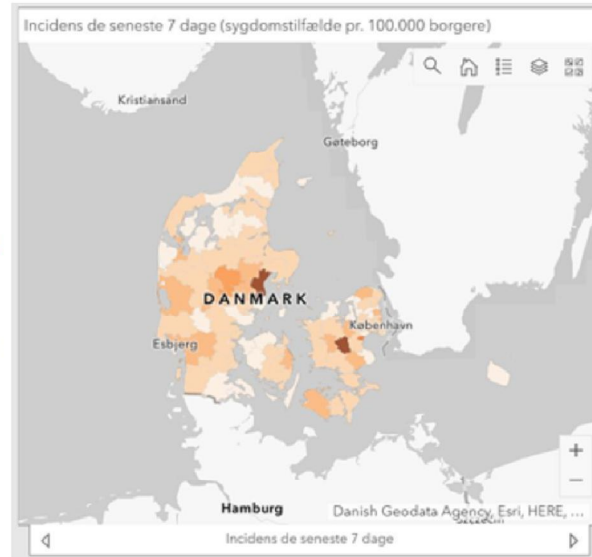 Incidens de seneste 7 dage (sygdomstilfælde pr. 100.000 borgere)
Kristiansand
Gøteborg
DANMARK
København
Esbjerg
Hamburg
Danish Geodata Agency, Esri, HERE, ...
Incidens de seneste 7 dage